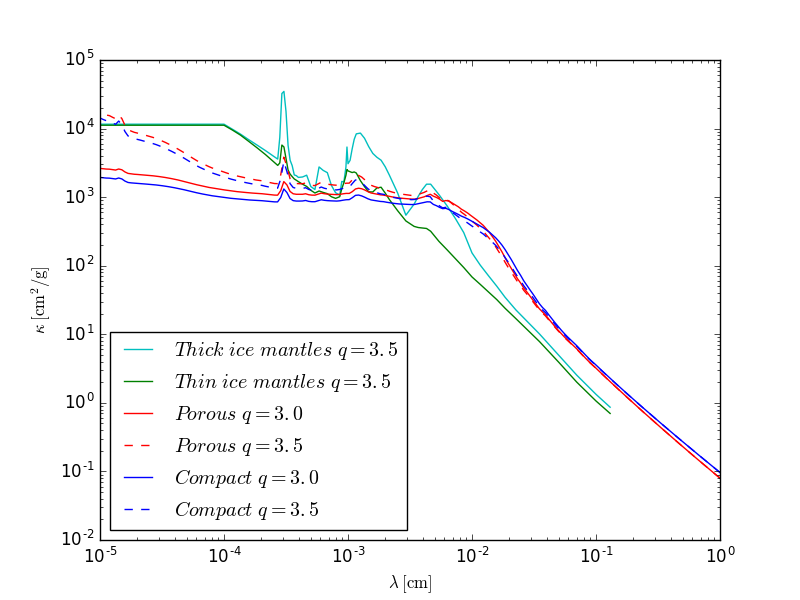 10^5
10^4
10^3
10^2
10^1
10^0
10^-1
10^-2
κ [cm^2/g]
Thick ice mantles q = 3.5
Thin ice mantles q = 3.5
Porous q = 3.0
Porous q = 3.5
Compact q = 3.0
Compact q = 3.5
10^-5 10^-4 10^-3 10^-2 10^-1 10^0
λ [cm]